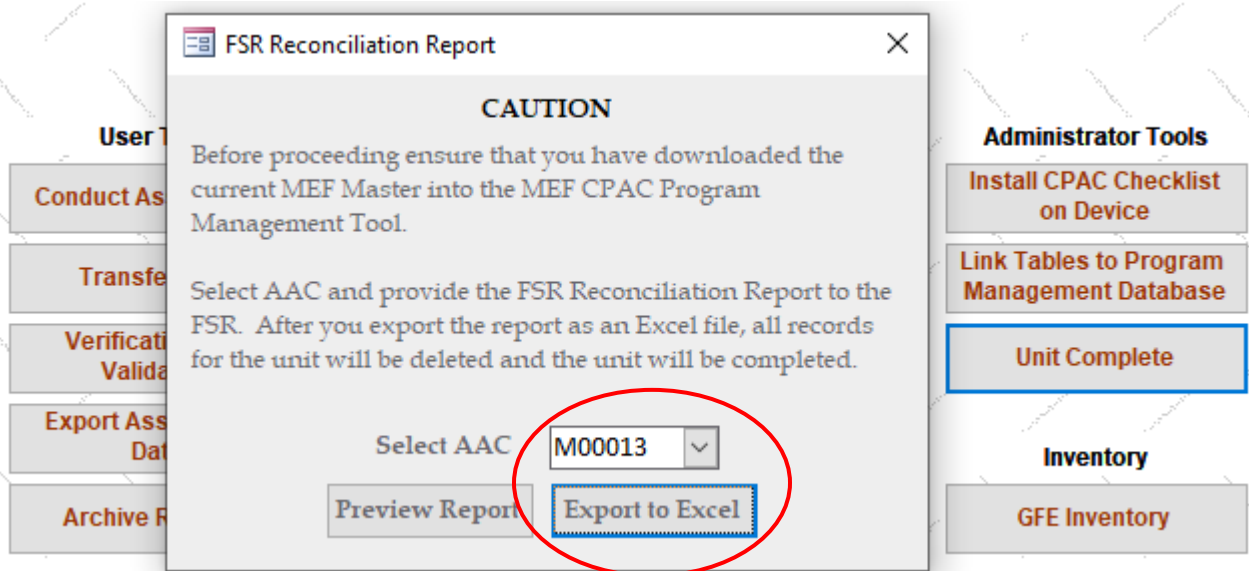 FSR Reconciliation Report
CAUTION
Before proceeding ensure that you have downloaded the
current MEF Master into the MEF CPAC Program
Management Tool.
Select AAC and provide the FSR Reconciliation Report to the
FSR. After you export the report as an Excel file, all records
for the unit will be deleted and the unit will be completed.
Select AAC M00013
Preview Report Export to Excel
User T
Conduct As
Transfe
Verificati
Valida
Export Ass
Dat
Archive R
Administrator Tools
Install CPAC Checklist
on Device
Link Tables to Program
Management Database
Unit Complete
Inventory
GFE Inventory